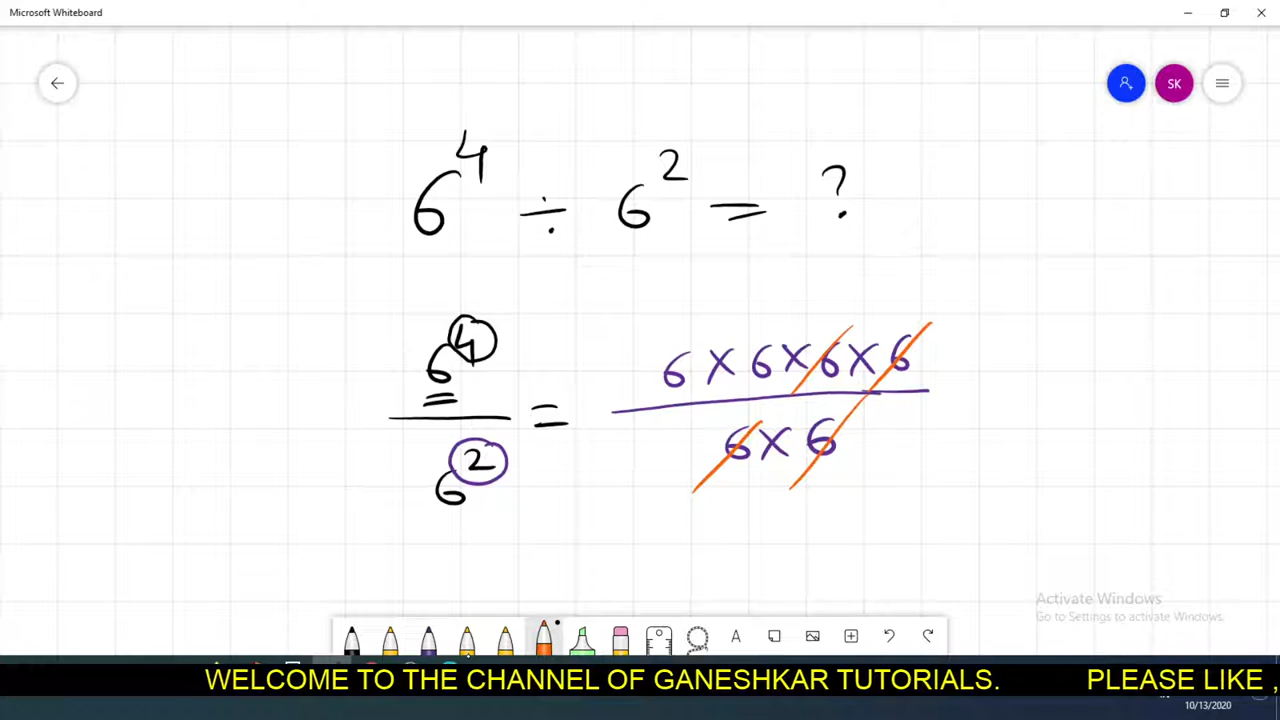 Microsoft Whiteboard
SK
6⁴ ÷ 6² = ?
6⁴/6² = 6 × 6 × 6 × 6 / 6 × 6
A
Activate Windows
Go to Settings to activate Windows.
WELCOME TO THE CHANNEL OF GANESHKAR TUTORIALS. PLEASE LIKE ,
10/13/2020